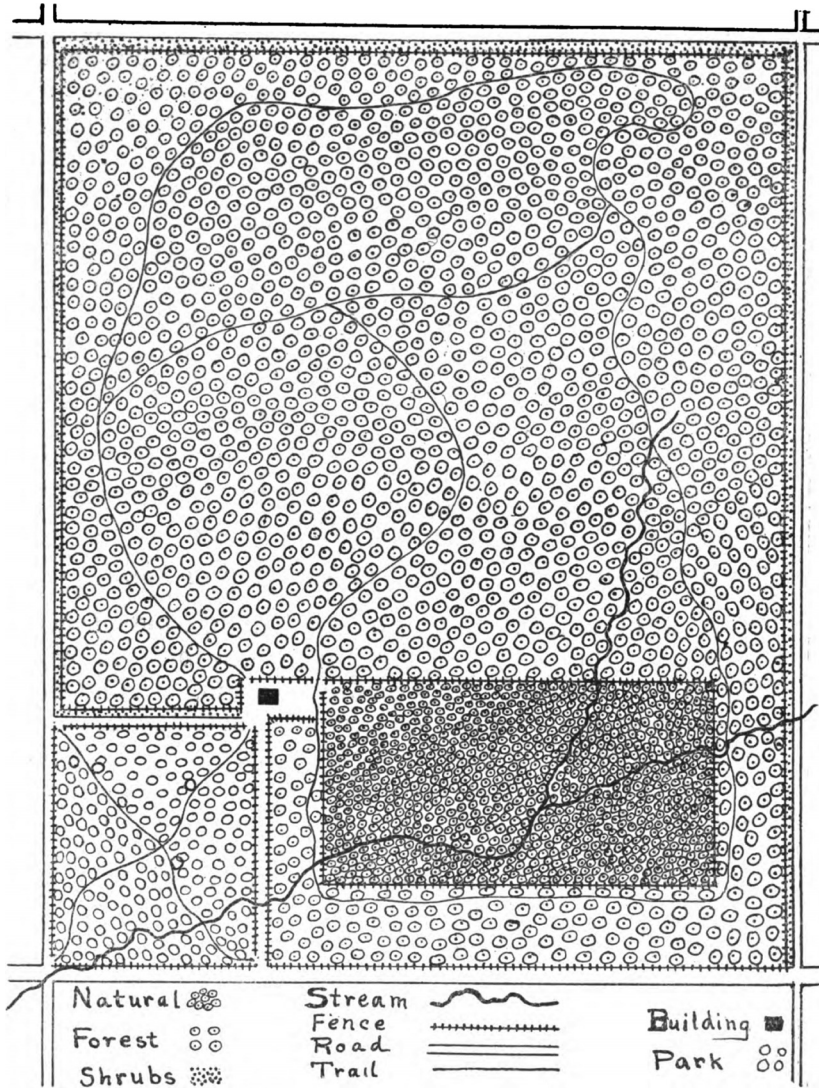 Natural
Forest
Shrubs
Stream
Fence
Road
Trail
Building
Park